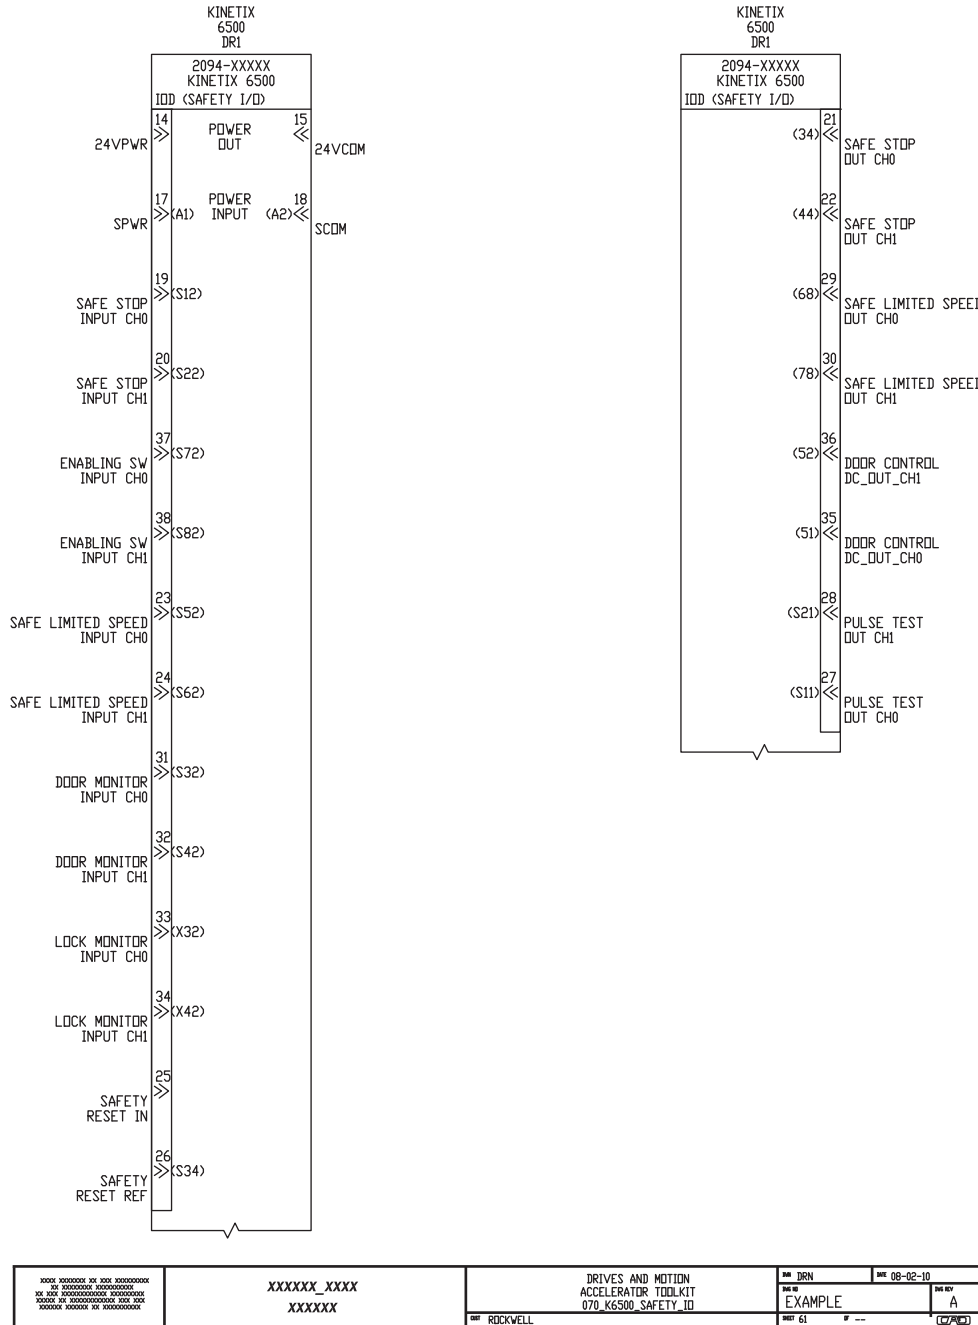 KINETIX
6500
DR1
2094-XXXXX
KINETIX 6500
IOD (SAFETY I/O)
14
15
24VPWR
POWER
OUT
24VCOM
17
18
SPWR
(A1)
POWER
INPUT
(A2)
SCOM
19
(S12)
SAFE STOP
INPUT CH0
20
(S22)
SAFE STOP
INPUT CH1
37
(S72)
ENABLING SW
INPUT CH0
38
(S82)
ENABLING SW
INPUT CH1
23
(S52)
SAFE LIMITED SPEED
INPUT CH0
24
(S62)
SAFE LIMITED SPEED
INPUT CH1
31
(S32)
DOOR MONITOR
INPUT CH0
32
(S42)
DOOR MONITOR
INPUT CH1
33
(X32)
LOCK MONITOR
INPUT CH0
34
(X42)
LOCK MONITOR
INPUT CH1
25
SAFETY
RESET IN
26
(S34)
SAFETY
RESET REF
KINETIX
6500
DR1
2094-XXXXX
KINETIX 6500
IOD (SAFETY I/O)
21
(34)
SAFE STOP
OUT CH0
22
(44)
SAFE STOP
OUT CH1
29
(68)
SAFE LIMITED SPEED
OUT CH0
30
(78)
SAFE LIMITED SPEED
OUT CH1
36
(52)
DOOR CONTROL
DC_OUT_CH1
35
(51)
DOOR CONTROL
DC_OUT_CH0
28
(S21)
PULSE TEST
OUT CH1
27
(S11)
PULSE TEST
OUT CH0
XXXXXX_XXXX
XXXXXX
DRIVES AND MOTION
ACCELERATOR TOOLKIT
070_K6500_SAFETY_IO
CUST ROCKWELL
DRN
DATE 08-02-10
DWG NO
EXAMPLE
DWG REV
A
SHEET 61 OF --